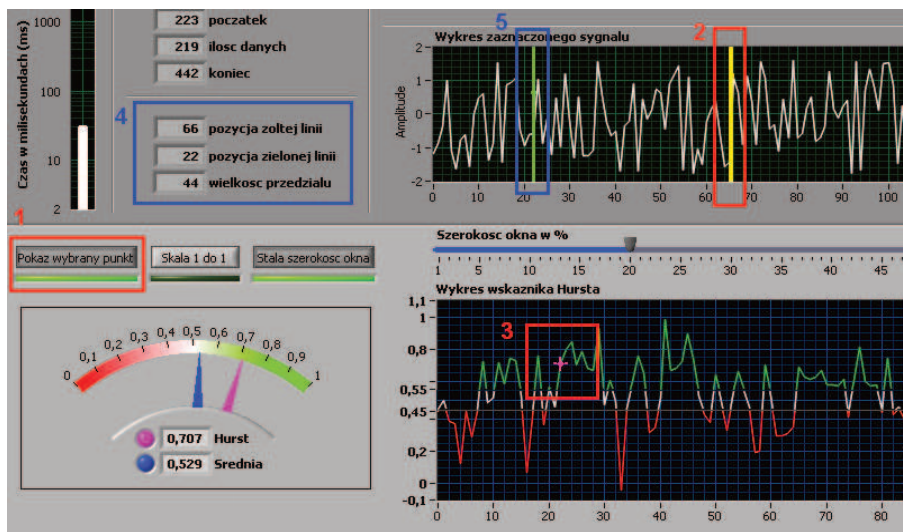 Czas w milisekundach (ms)
1000
100
10
2
223 poczatek
219 ilosc danych
442 koniec
4
66 pozycja zoltej linii
22 pozycja zielonej linii
44 wielkosc przedzialu
5
2
Wykres zaznaczonego sygnalu
Amplitude
2
1
0
-1
-2
0 10 20 30 40 50 60 70 80 90 100
1
Pokaz wybrany punkt
Skala 1 do 1
Stala szerokosc okna
Szerokosc okna w %
1 5 10 15 20 25 30 35 40 45
0 0,1 0,2 0,3 0,4 0,5 0,6 0,7 0,8 0,9 1
0,707 Hurst
0,529 Srednia
Wykres wskaznika Hursta
3
1,1
1
0,8
0,55
0,45
0,2
0
-0,1
0 10 20 30 40 50 60 70 80